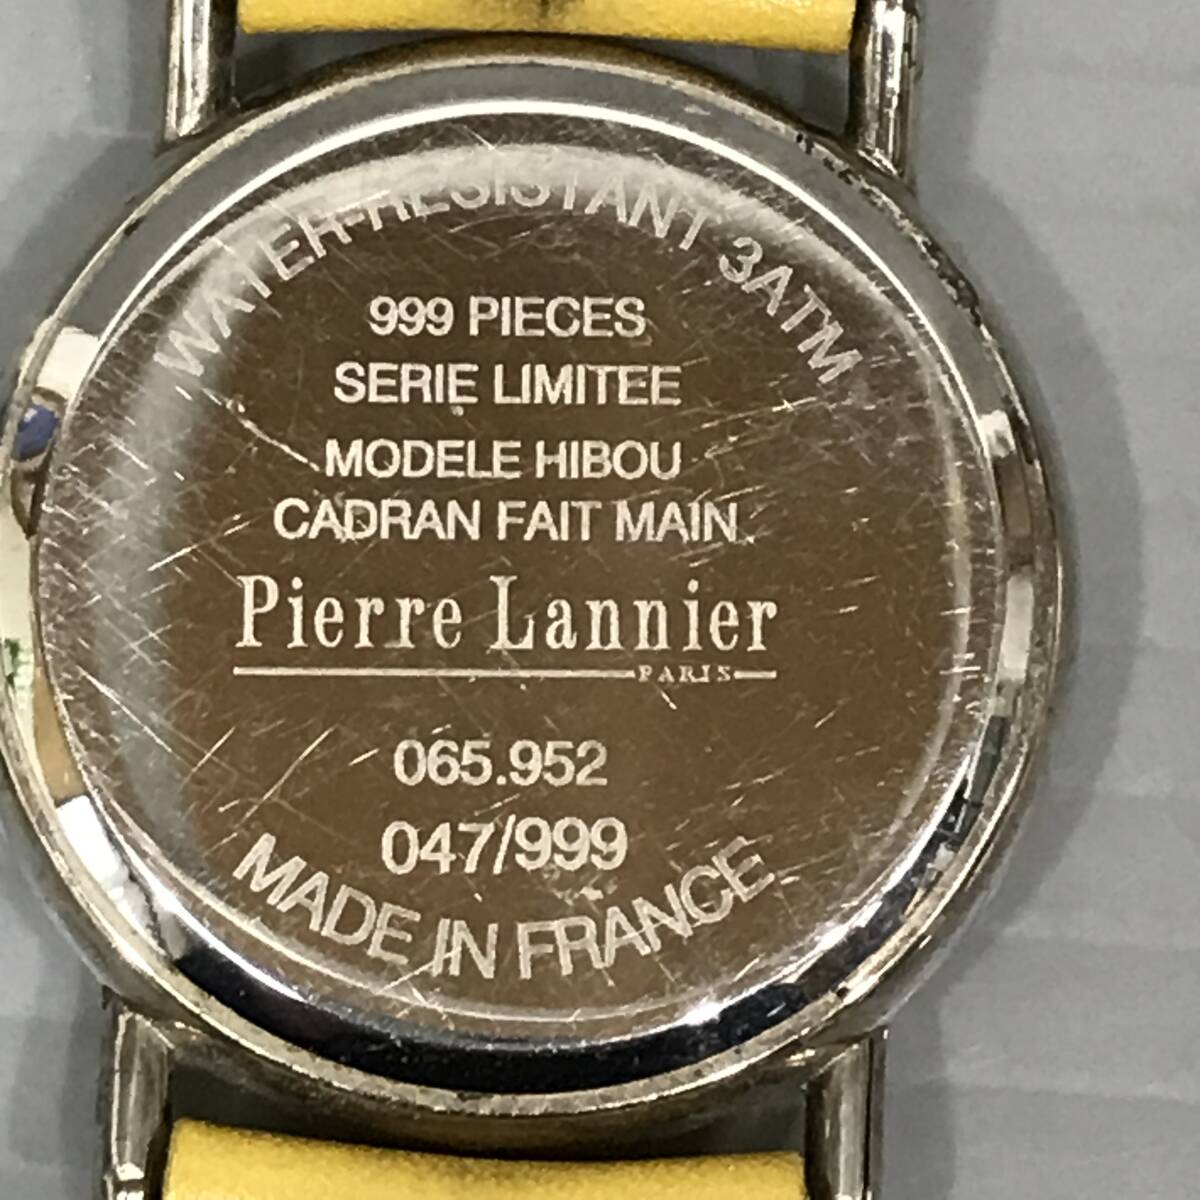 WATER-RESISTANT 3ATM
999 PIECES
SERIE LIMITEE
MODELE HIBOU
CADRAN FAIT MAIN
Pierre Lannier
PARIS
065.952
047/999
MADE IN FRANCE